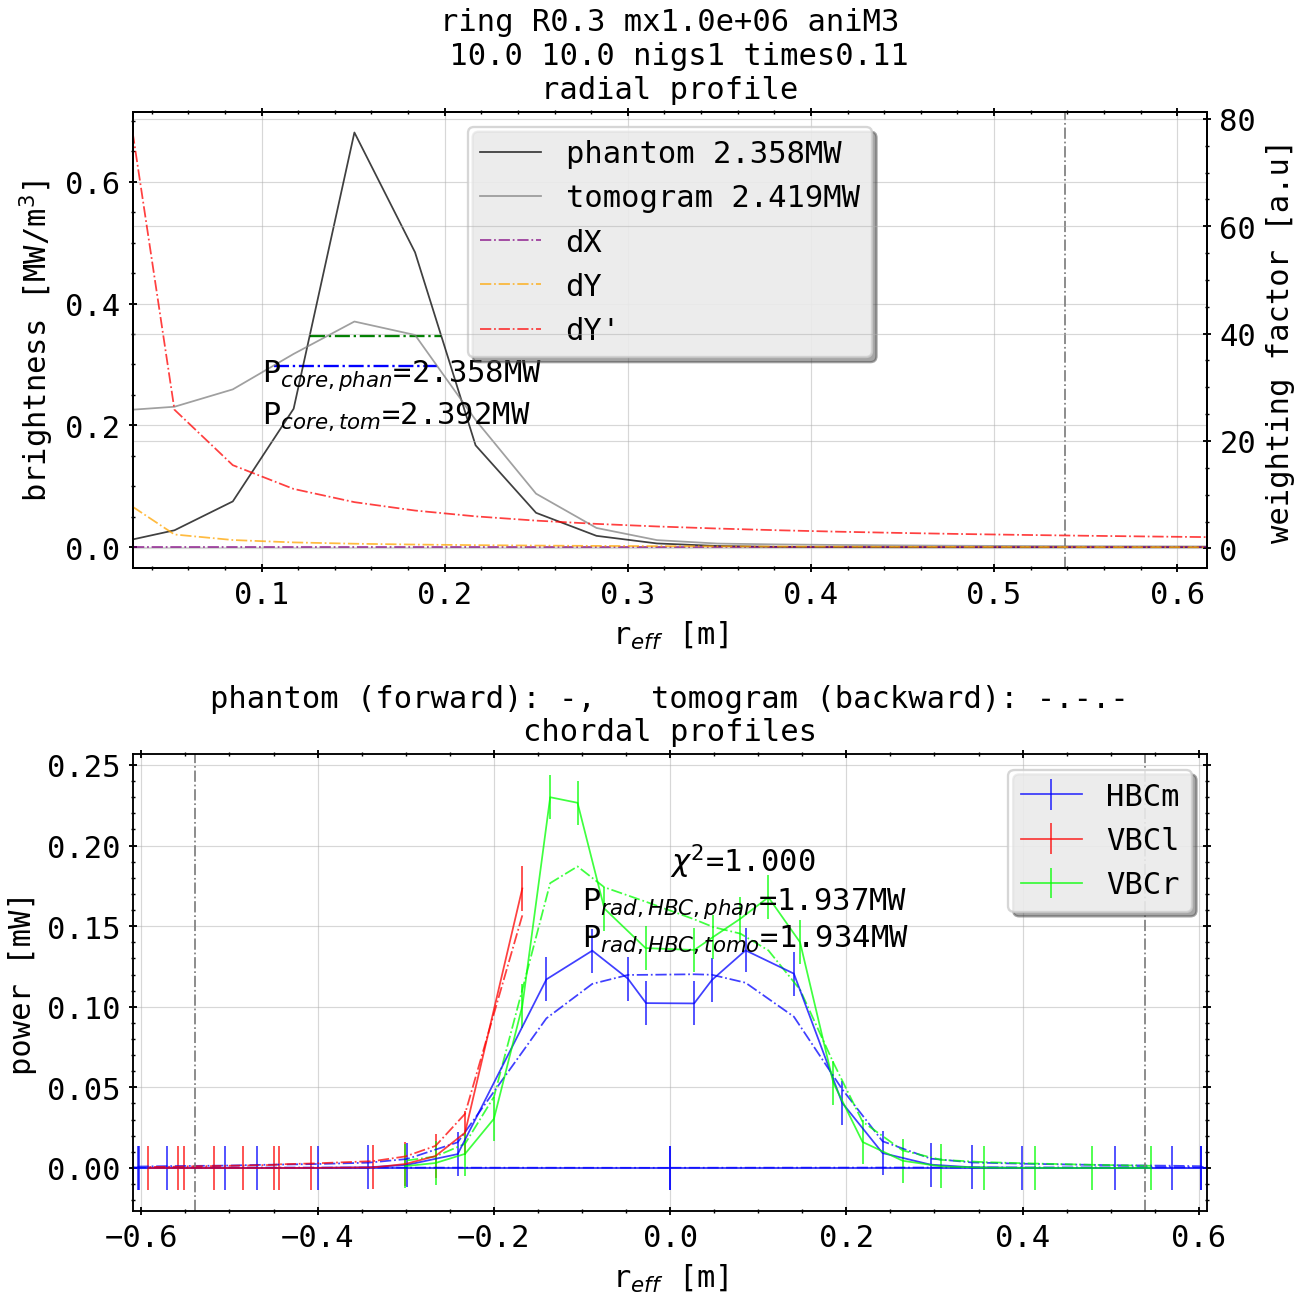 ring R0.3 mx1.0e+06 aniM3
10.0 10.0 nigs1 times0.11
radial profile
brightness [MW/m³]
0.6
0.4
0.2
0.0
phantom 2.358MW
tomogram 2.419MW
dX
dY
dY'
P_core,phan=2.358MW
P_core,tom=2.392MW
80
60
40
20
0
weighting factor [a.u]
0.1 0.2 0.3 0.4 0.5 0.6
r_eff [m]
phantom (forward): -, tomogram (backward): -.-.-
chordal profiles
power [mW]
0.25
0.20
0.15
0.10
0.05
0.00
HBCm
VBCl
VBCr
χ²=1.000
P_rad,HBC,phan=1.937MW
P_rad,HBC,tomo=1.934MW
−0.6 −0.4 −0.2 0.0 0.2 0.4 0.6
r_eff [m]